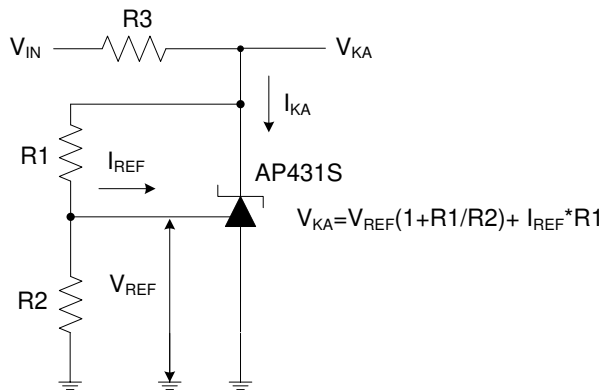 R3
V_IN
V_KA
I_KA
R1
I_REF
AP431S
V_KA=V_REF(1+R1/R2)+ I_REF*R1
V_REF
R2